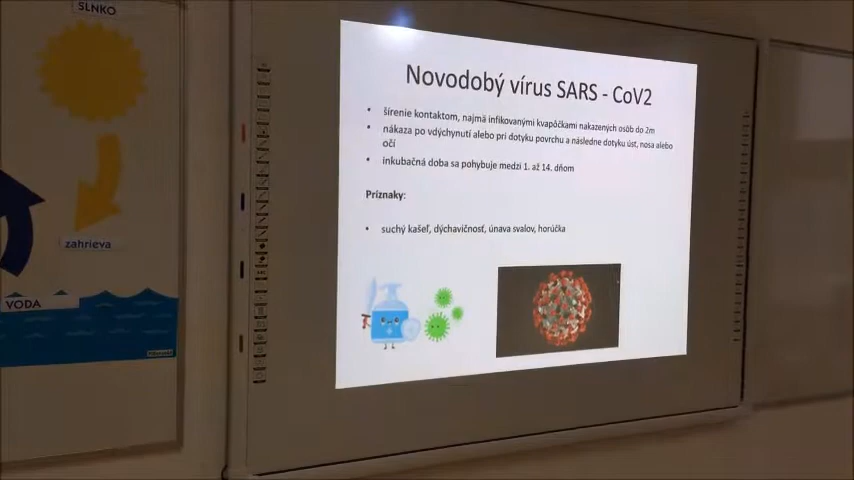 SLNKO
zahrieva
VODA
Novodobý vírus SARS - CoV2
• šírenie kontaktom, najmä infikovanými kvapôčkami nakazených osôb do 2m
• nákaza po vdýchnutí alebo pri dotyku povrchu a následne dotyku úst, nosa alebo
očí
• inkubačná doba sa pohybuje medzi 1. až 14. dňom
Príznaky:
• suchý kašeľ, dýchavičnosť, únava svalov, horúčka